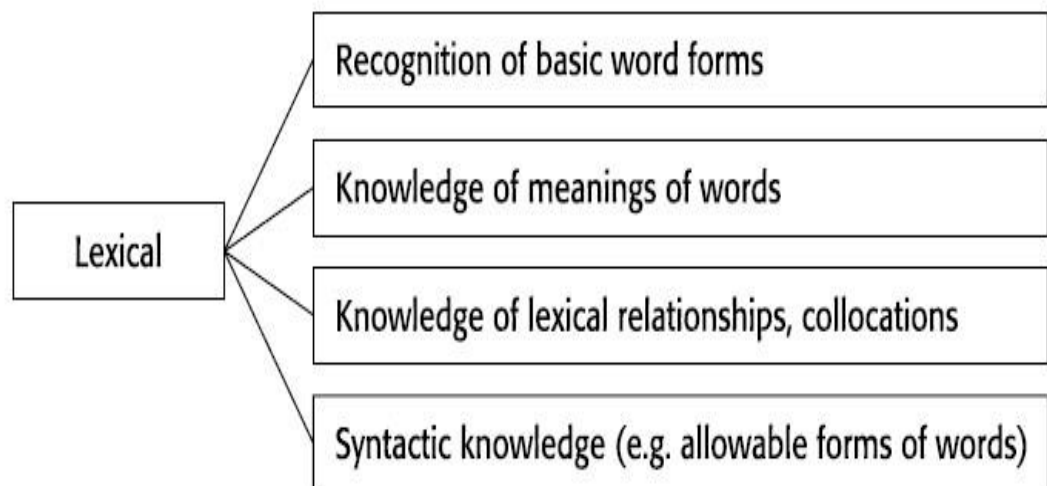 Lexical
Recognition of basic word forms
Knowledge of meanings of words
Knowledge of lexical relationships, collocations
Syntactic knowledge (e.g. allowable forms of words)